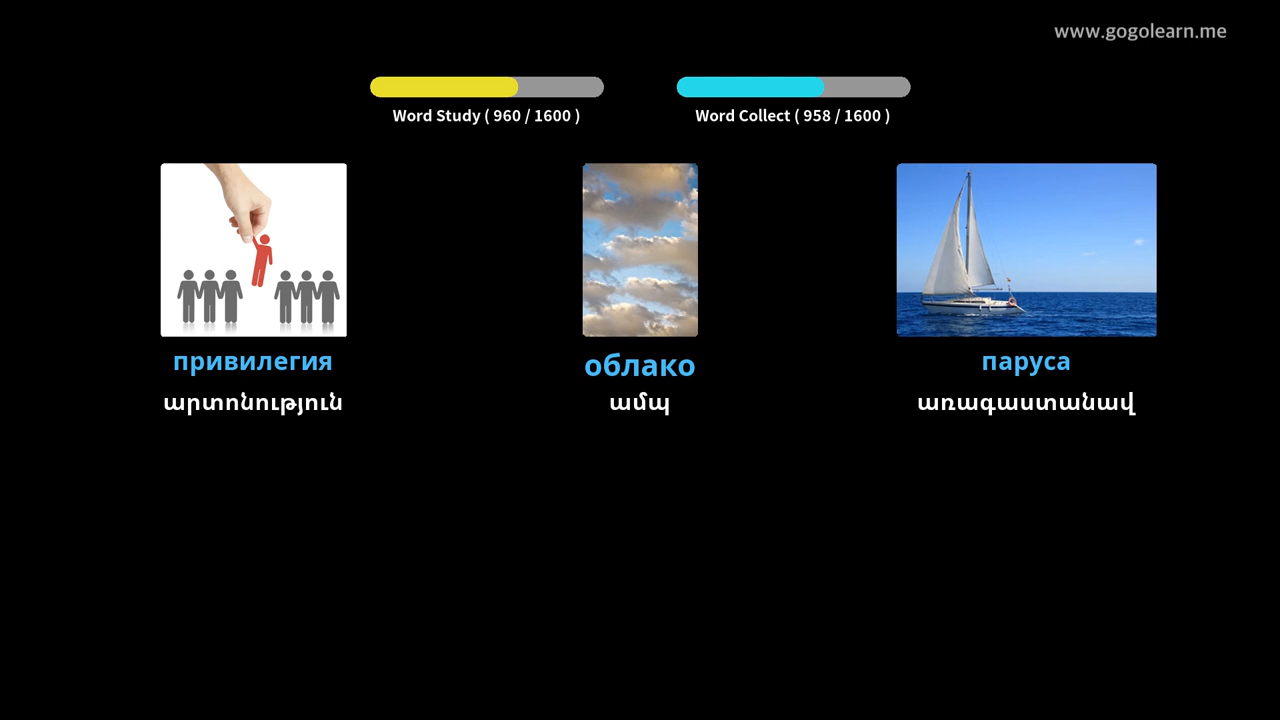 www.gogolearn.me
Word Study ( 960 / 1600 )
Word Collect ( 958 / 1600 )
привилегия
облако
паруса
արտոնություն
ամպ
առագաստանավ